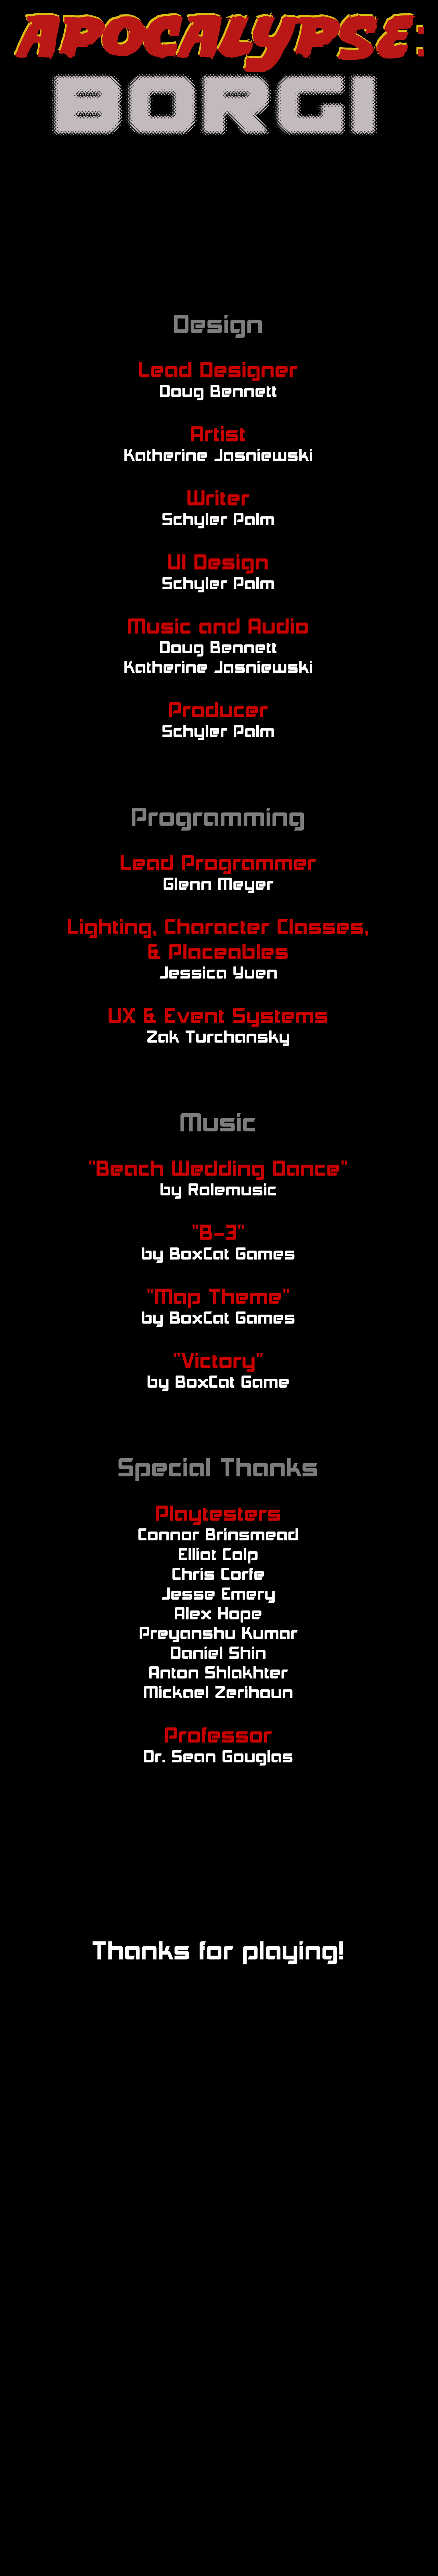 APOCALYPSE:
BORGI
Design
Lead Designer
Doug Bennett
Artist
Katherine Jasniewski
Writer
Schyler Palm
UI Design
Schyler Palm
Music and Audio
Doug Bennett
Katherine Jasniewski
Producer
Schyler Palm
Programming
Lead Programmer
Glenn Meyer
Lighting, Character Classes,
& Placeables
Jessica Yuen
UX & Event Systems
Zak Turchansky
Music
"Beach Wedding Dance"
by Rolemusic
"B-3"
by BoxCat Games
"Map Theme"
by BoxCat Games
"Victory"
by BoxCat Game
Special Thanks
Playtesters
Connor Brinsmead
Elliot Colp
Chris Corfe
Jesse Emery
Alex Hope
Preyanshu Kumar
Daniel Shin
Anton Shlakhter
Mickael Zerihoun
Professor
Dr. Sean Gouglas
Thanks for playing!